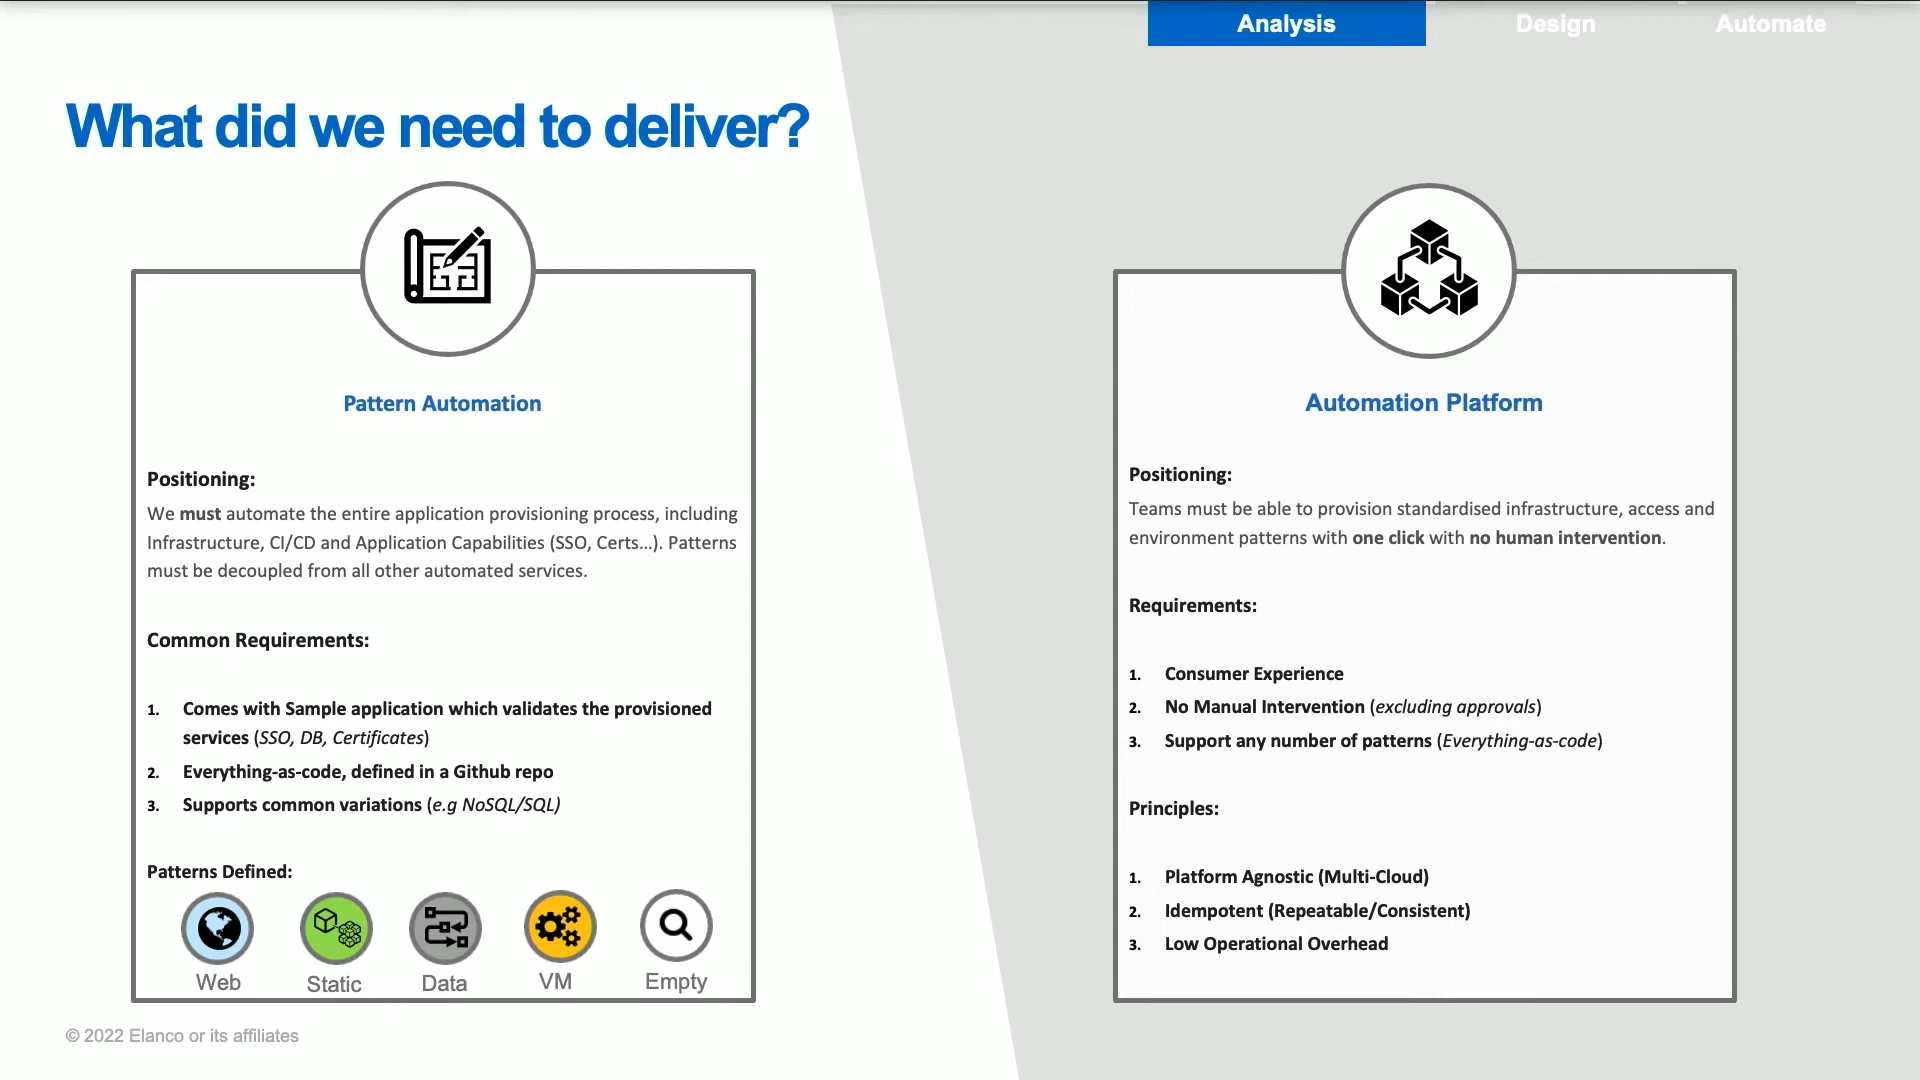 Analysis
Design
Automate
What did we need to deliver?
Pattern Automation
Positioning:
We must automate the entire application provisioning process, including
Infrastructure, CI/CD and Application Capabilities (SSO, Certs...). Patterns
must be decoupled from all other automated services.
Common Requirements:
1. Comes with Sample application which validates the provisioned
services (SSO, DB, Certificates)
2. Everything-as-code, defined in a Github repo
3. Supports common variations (e.g NoSQL/SQL)
Patterns Defined:
Web
Static
Data
VM
Empty
Automation Platform
Positioning:
Teams must be able to provision standardised infrastructure, access and
environment patterns with one click with no human intervention.
Requirements:
1. Consumer Experience
2. No Manual Intervention (excluding approvals)
3. Support any number of patterns (Everything-as-code)
Principles:
1. Platform Agnostic (Multi-Cloud)
2. Idempotent (Repeatable/Consistent)
3. Low Operational Overhead
© 2022 Elanco or its affiliates